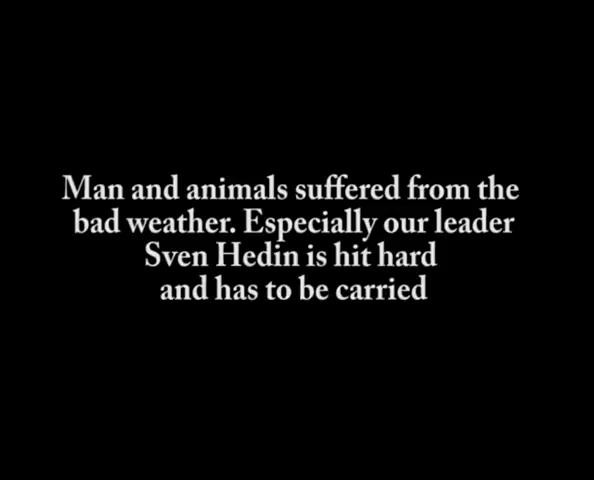 Man and animals suffered from the
bad weather. Especially our leader
Sven Hedin is hit hard
and has to be carried